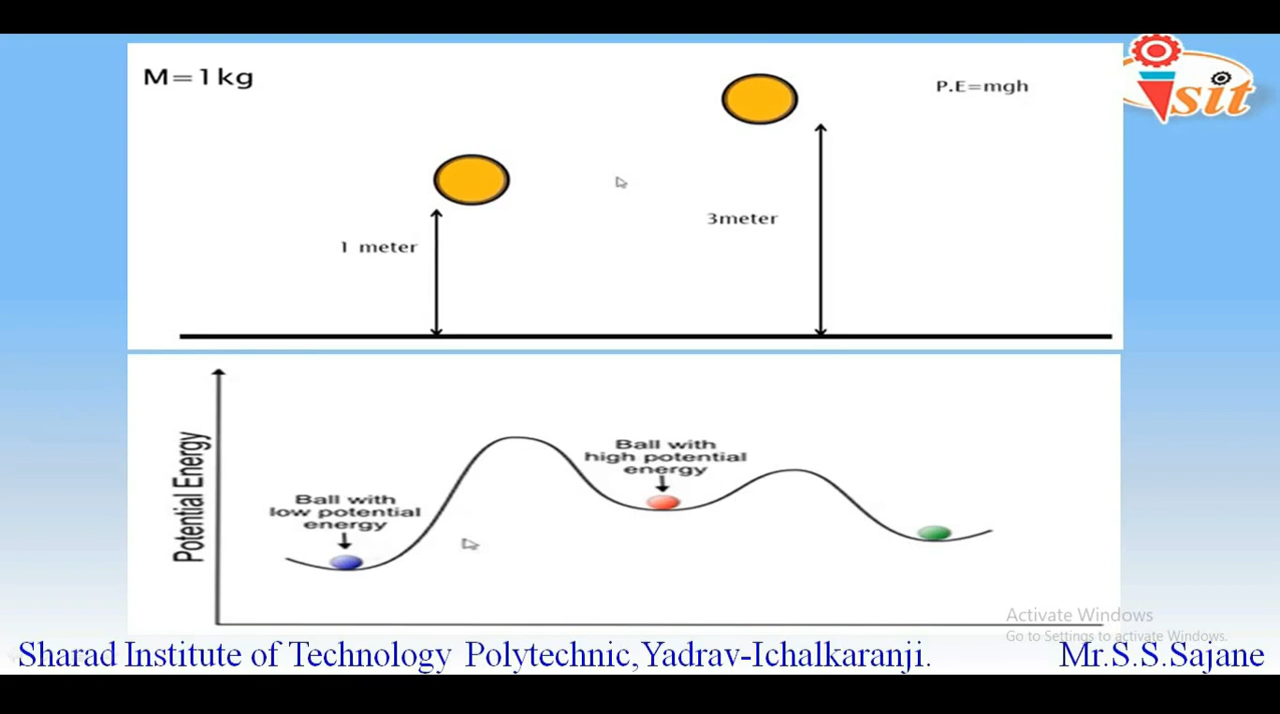 M=1kg
P.E=mgh
sit
1 meter
3meter
Potential Energy
Ball with
low potential
energy
Ball with
high potential
energy
Activate Windows
Go to Settings to activate Windows.
Sharad Institute of Technology Polytechnic,Yadrav-Ichalkaranji.
Mr.S.S.Sajane